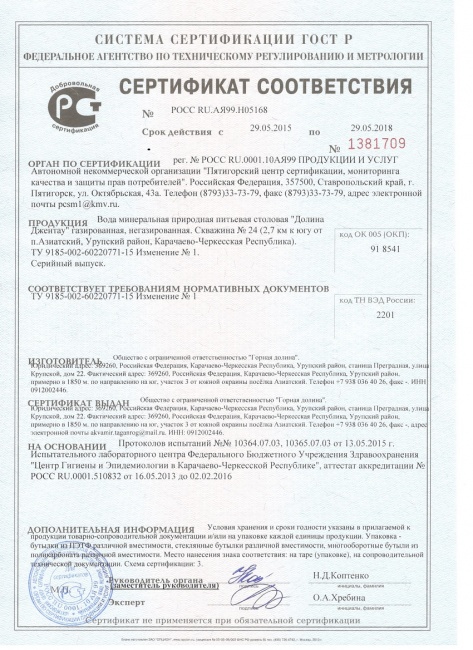 СИСТЕМА СЕРТИФИКАЦИИ ГОСТ Р
ФЕДЕРАЛЬНОЕ АГЕНТСТВО ПО ТЕХНИЧЕСКОМУ РЕГУЛИРОВАНИЮ И МЕТРОЛОГИИ
Добровольная
сертификация
СЕРТИФИКАТ СООТВЕТСТВИЯ
№ РОСС RU.АЯ99.Н05168
Срок действия с 29.05.2015 по 29.05.2018
№ 1381709
ОРГАН ПО СЕРТИФИКАЦИИ рег. № РОСС RU.0001.10АЯ99 ПРОДУКЦИИ И УСЛУГ
Автономной некоммерческой организации "Пятигорский центр сертификации, мониторинга
качества и защиты прав потребителей". Российская Федерация, 357500, Ставропольский край, г.
Пятигорск, ул. Октябрьская, 43а. Телефон (8793)33-73-79, факс (8793)33-73-79, адрес электронной
почты pcsm1@kmv.ru.
ПРОДУКЦИЯ Вода минеральная природная питьевая столовая "Долина
Джейтау" газированная, негазированная. Скважина № 24 (2,7 км к югу от
п.Азиатский, Урупский район, Карачаево-Черкесская Республика).
ТУ 9185-002-60220771-15 Изменение № 1.
Серийный выпуск.
код ОК 005 (ОКП):
91 8541
СООТВЕТСТВУЕТ ТРЕБОВАНИЯМ НОРМАТИВНЫХ ДОКУМЕНТОВ
ТУ 9185-002-60220771-15 Изменение № 1
код ТН ВЭД России:
2201
ИЗГОТОВИТЕЛЬ Общество с ограниченной ответственностью "Горная долина".
Юридический адрес: 369260, Российская Федерация, Карачаево-Черкесская Республика, Урупский район, станица Преградная, улица
Крупской, дом 22. Фактический адрес: 369260, Российская Федерация, Карачаево-Черкесская Республика, Урупский район,
примерно в 1850 м. по направлению на юг, участок 3 от южной окраины посёлка Азиатский. Телефон +7 938 036 40 26, факс -. ИНН
0912002446.
СЕРТИФИКАТ ВЫДАН Общество с ограниченной ответственностью "Горная долина".
Юридический адрес: 369260, Российская Федерация, Карачаево-Черкесская Республика, Урупский район, станица Преградная, улица
Крупской, дом 22. Фактический адрес: 369260, Российская Федерация, Карачаево-Черкесская Республика, Урупский район,
примерно в 1850 м. по направлению на юг, участок 3 от южной окраины посёлка Азиатский. Телефон +7 938 036 40 26, факс -, адрес
электронной почты akvamir.taganrog@mail.ru. ИНН: 0912002446.
НА ОСНОВАНИИ Протоколов испытаний №№ 10364.07.03, 10365.07.03 от 13.05.2015 г.
Испытательного лабораторного центра Федерального Бюджетного Учреждения Здравоохранения
"Центр Гигиены и Эпидемиологии в Карачаево-Черкесской Республике", аттестат аккредитации №
РОСС RU.0001.510832 от 16.05.2013 до 02.02.2016
ДОПОЛНИТЕЛЬНАЯ ИНФОРМАЦИЯ Условия хранения и сроки годности указаны в прилагаемой к
продукции товарно-сопроводительной документации и/или на упаковке каждой единицы продукции. Упаковка -
бутылки из ПЭТФ различной вместимости, стеклянные бутылки различной вместимости, многооборотные бутыли из
поликарбоната различной вместимости. Место нанесения знака соответствия: на таре (упаковке), на сопроводительной
технической документации. Схема сертификации: 3.
М.П.
Руководитель органа
(заместитель руководителя)
подпись
Н.Д.Коптенко
инициалы, фамилия
Эксперт
подпись
О.А.Хребина
инициалы, фамилия
Сертификат не применяется при обязательной сертификации